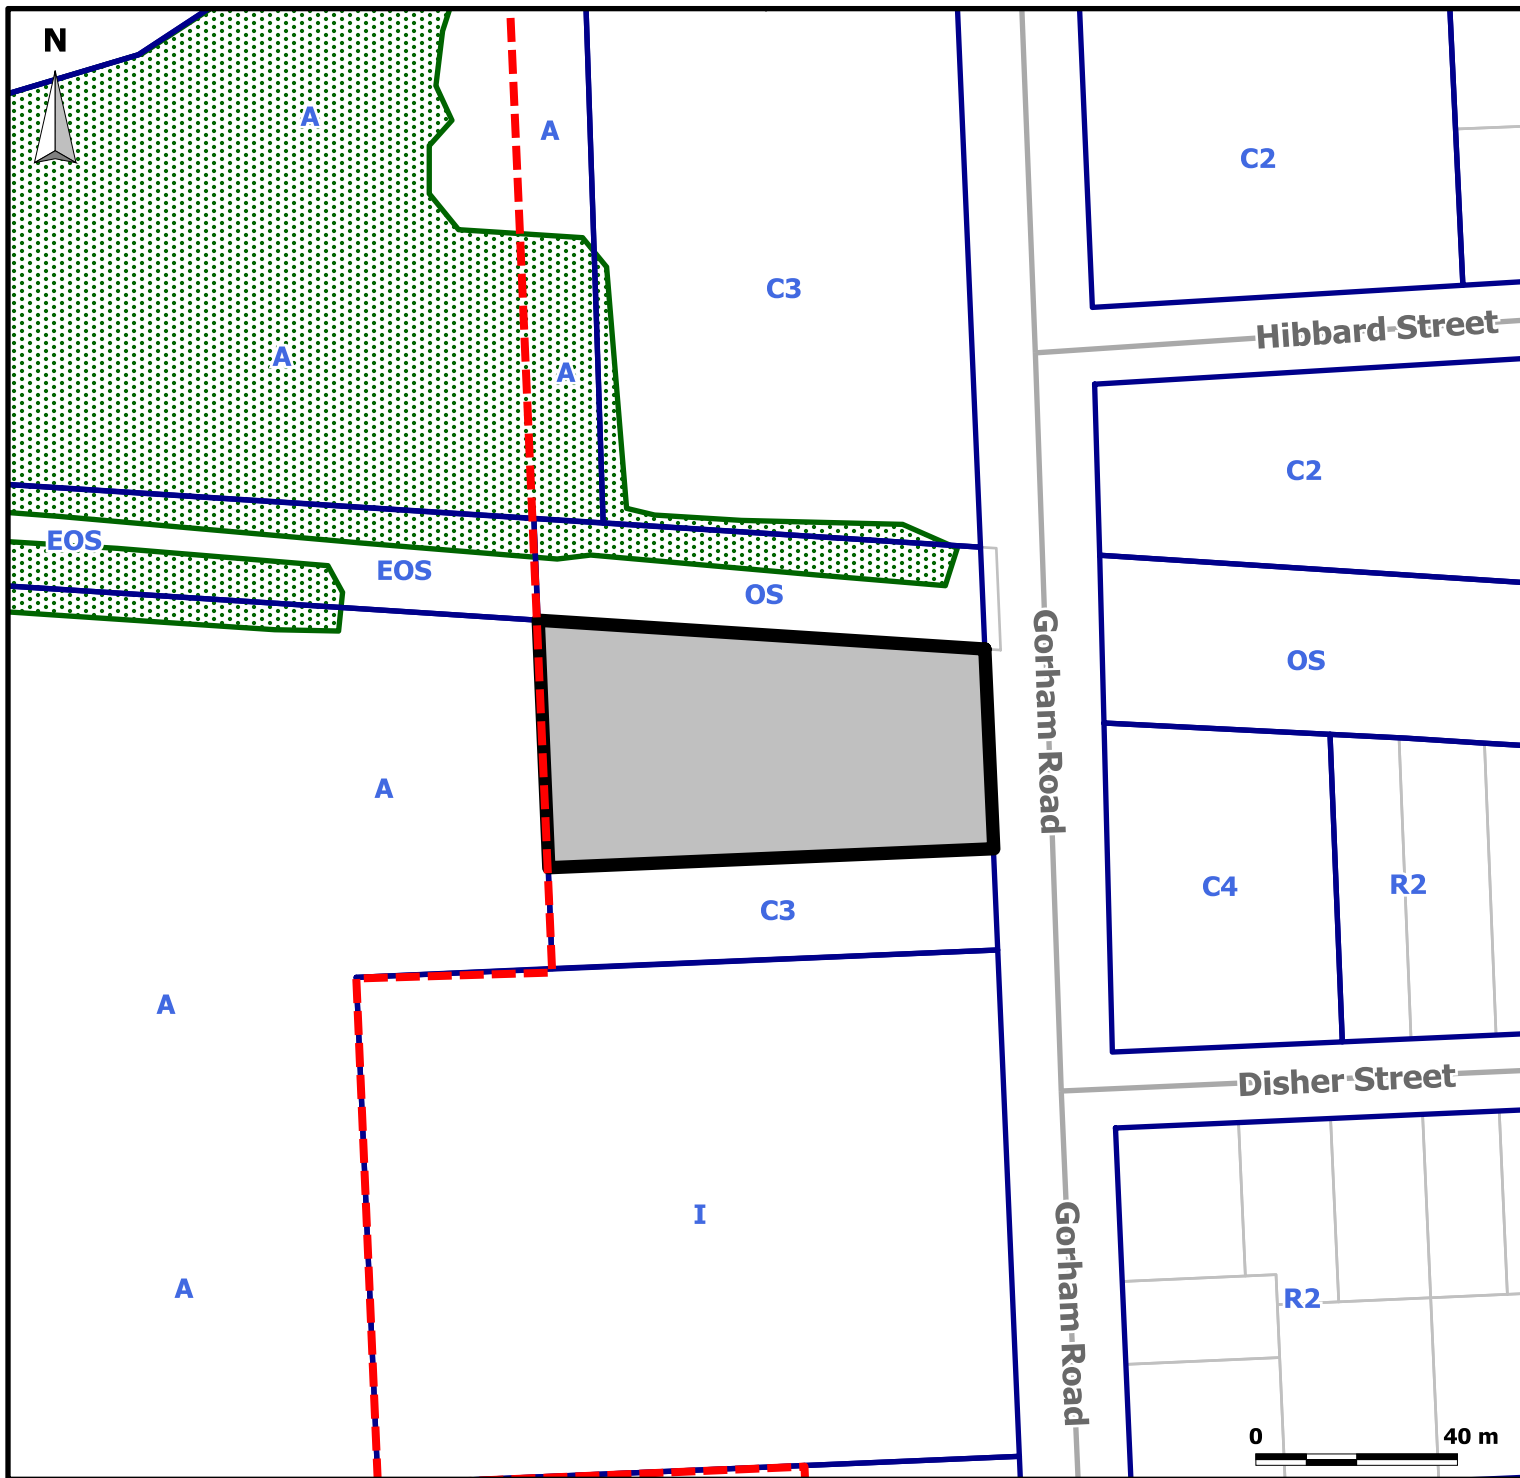 N
A
A
C2
C3
Hibbard Street
A
A
C2
EOS
EOS
OS
Gorham Road
OS
A
C4
R2
C3
A
Disher Street
I
Gorham Road
A
R2
0 40 m